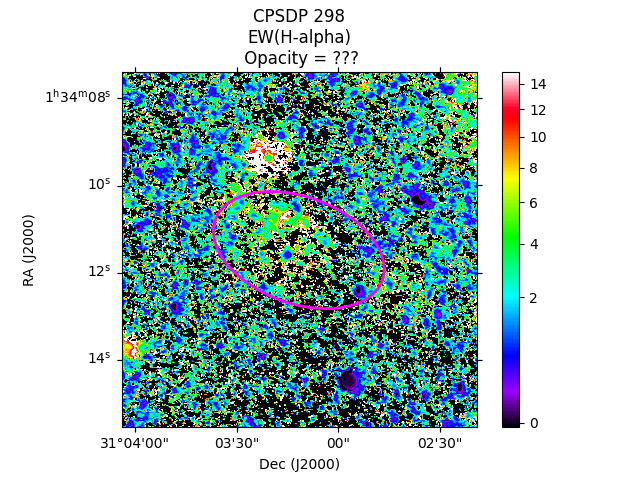 CPSDP 298
EW(H-alpha)
Opacity = ???
1h34m08s
10s
12s
14s
RA (J2000)
31°04'00"
03'30"
00"
02'30"
Dec (J2000)
14
12
10
8
6
4
2
0